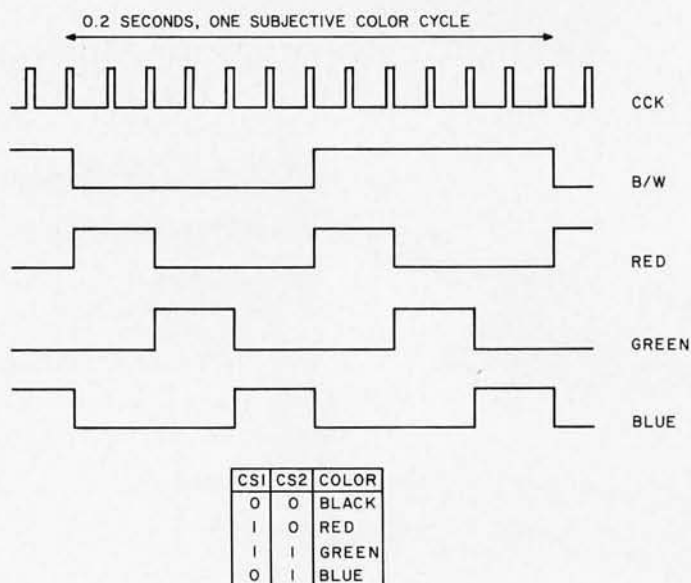 0.2 SECONDS, ONE SUBJECTIVE COLOR CYCLE
CCK
B/W
RED
GREEN
BLUE
CS1 CS2 COLOR
0 0 BLACK
1 0 RED
1 1 GREEN
0 1 BLUE